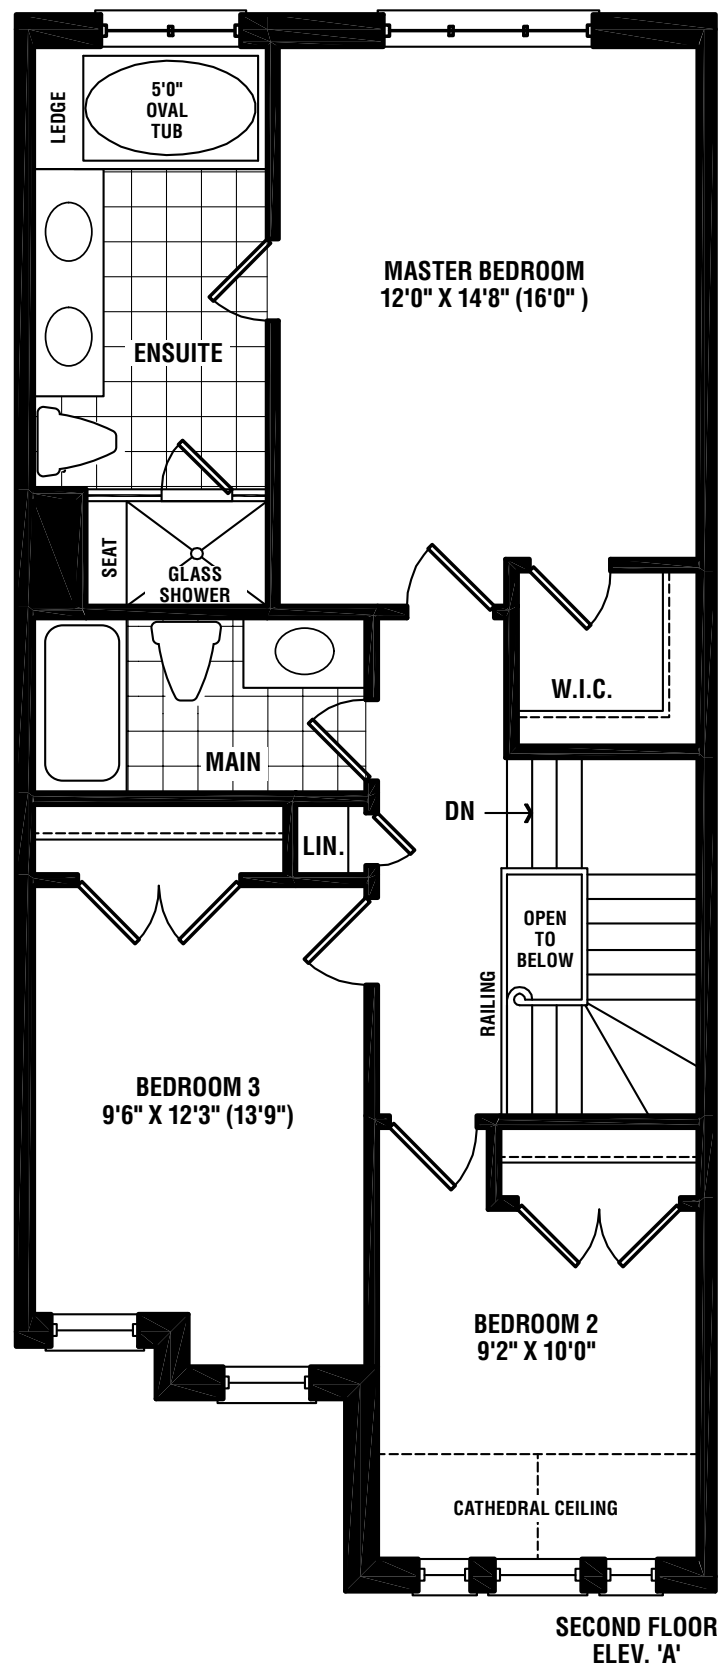 LEDGE
5'0"
OVAL
TUB
MASTER BEDROOM
12'0" X 14'8" (16'0" )
ENSUITE
SEAT
GLASS
SHOWER
W.I.C.
MAIN
DN
LIN.
OPEN
TO
BELOW
RAILING
BEDROOM 3
9'6" X 12'3" (13'9")
BEDROOM 2
9'2" X 10'0"
CATHEDRAL CEILING
SECOND FLOOR
ELEV. 'A'